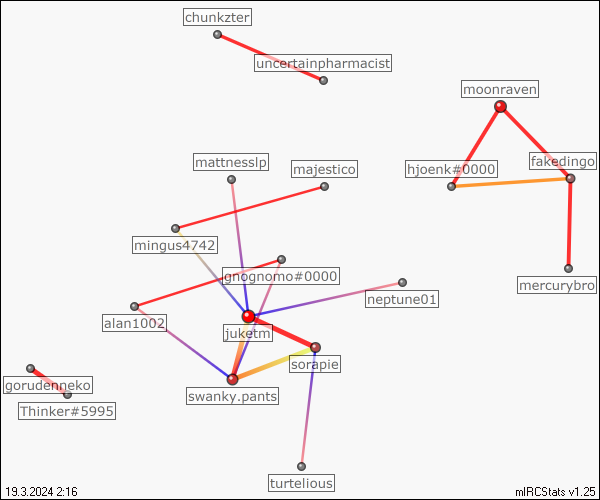 chunkzter
uncertainpharmacist
moonraven
mattnesslp
majestico
hjoenk#0000
fakedingo
mingus4742
gnognomo#0000
mercurybro
neptune01
alan1002
juketm
sorapie
gorudenneko
swanky.pants
Thinker#5995
turtelious
19.3.2024 2:16
mIRCStats v1.25